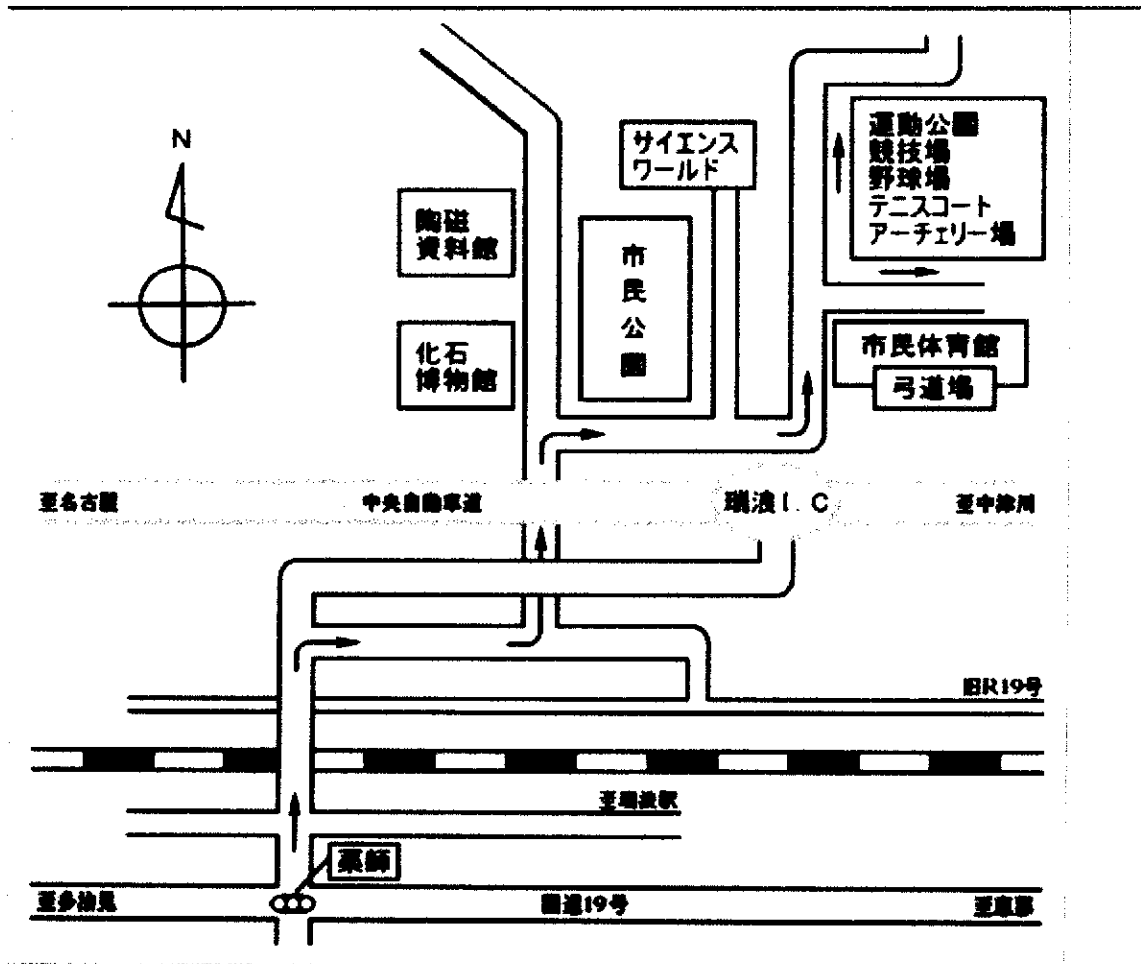 N
サイエンス
ワールド
運動公園
競技場
野球場
テニスコート
アーチェリー場
陶磁
資料館
市民公園
化石
博物館
市民体育館
弓道場
至名古屋
中央自動車道
瑞浪I.C
至中津川
旧R19号
至瑞浪駅
薬師
至多治見
国道19号
至恵那